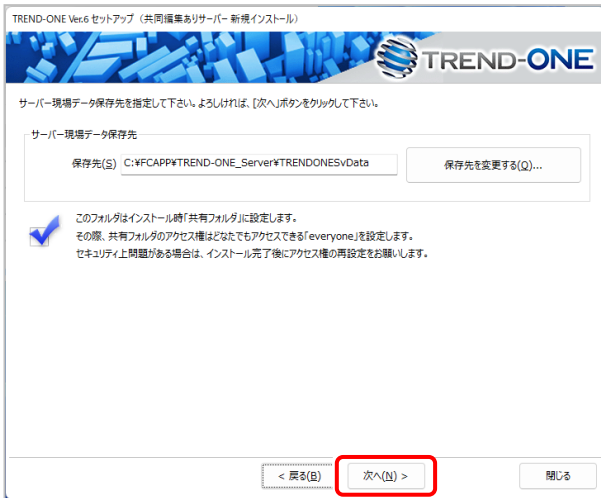 TREND-ONE Ver.6 セットアップ（共同編集ありサーバー 新規インストール）
TREND-ONE
サーバー現場データ保存先を指定して下さい。よろしければ、[次へ]ボタンをクリックして下さい。
サーバー現場データ保存先
保存先(S) C:¥FCAPP¥TREND-ONE_Server¥TRENDONESvData 保存先を変更する(Q)...
このフォルダはインストール時「共有フォルダ」に設定します。
その際、共有フォルダのアクセス権はどなたでもアクセスできる「everyone」を設定します。
セキュリティ上問題がある場合は、インストール完了後にアクセス権の再設定をお願いします。
< 戻る(B) 次へ(N) > 閉じる